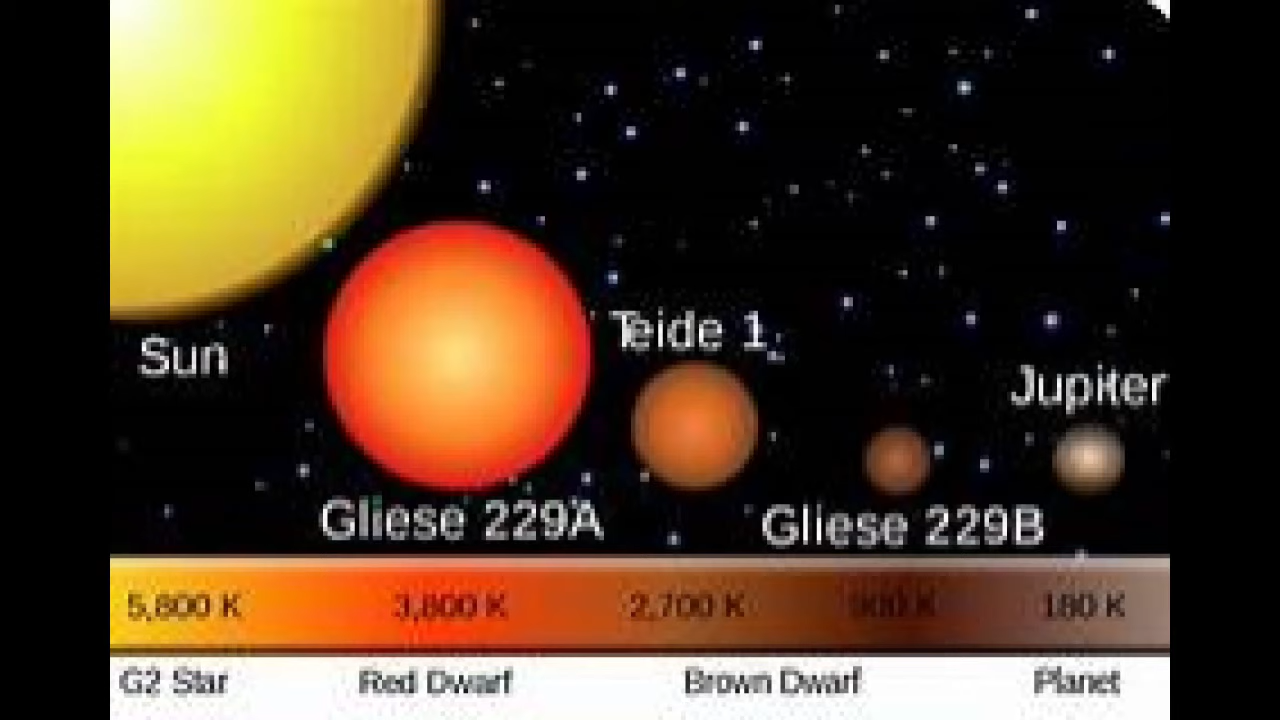 Sun
Gliese 229A
Teide 1
Gliese 229B
Jupiter
5,800 K 3,800 K 2,700 K 900 K 180 K
G2 Star Red Dwarf Brown Dwarf Planet